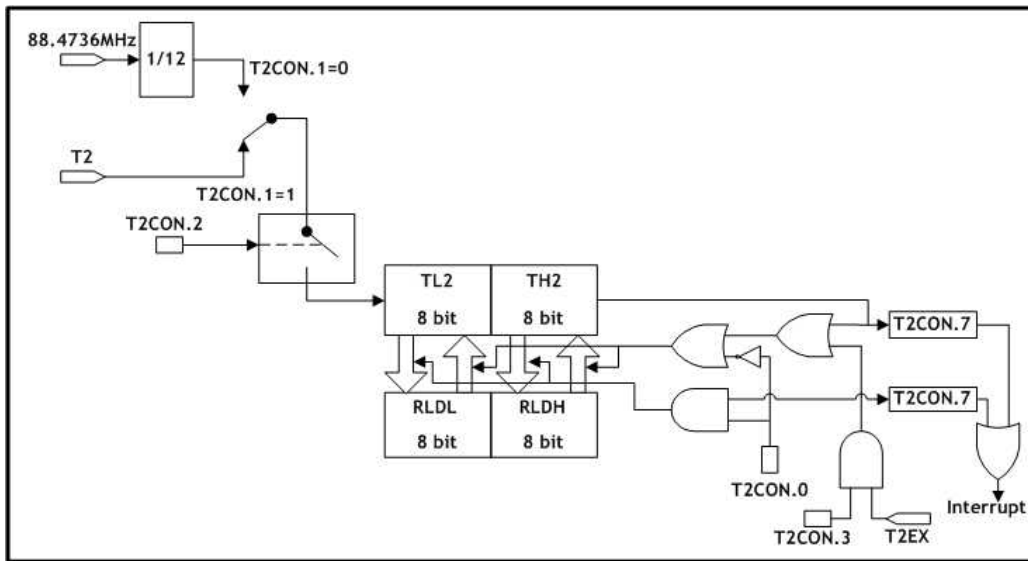 88.4736MHz
1/12
T2CON.1=0
T2
T2CON.1=1
T2CON.2
TL2
8 bit
TH2
8 bit
T2CON.7
RLDL
8 bit
RLDH
8 bit
T2CON.7
T2CON.0
T2CON.3
T2EX
Interrupt